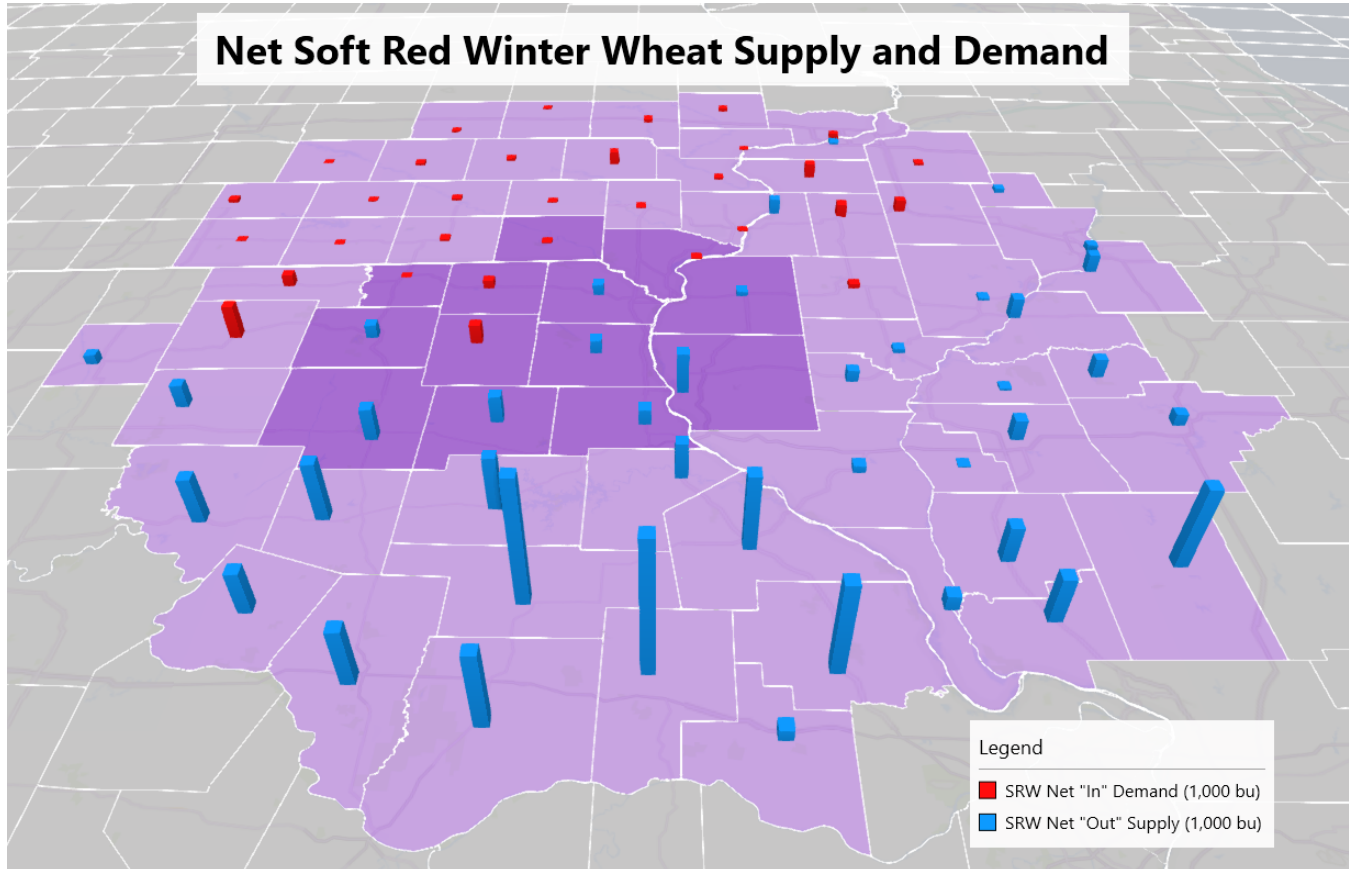 Net Soft Red Winter Wheat Supply and Demand
Legend
SRW Net "In" Demand (1,000 bu)
SRW Net "Out" Supply (1,000 bu)